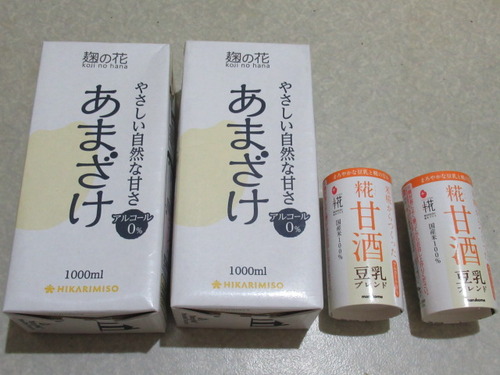 麹の花
koji no hana
やさしい自然な甘さ
あまざけ
アルコール
0%
1000ml
HIKARIMISO
麹の花
koji no hana
やさしい自然な甘さ
あまざけ
アルコール
0%
1000ml
HIKARIMISO
糀
甘酒
豆乳
ブレンド
国産米100%
marukome
糀
甘酒
豆乳
ブレンド
国産米100%
marukome